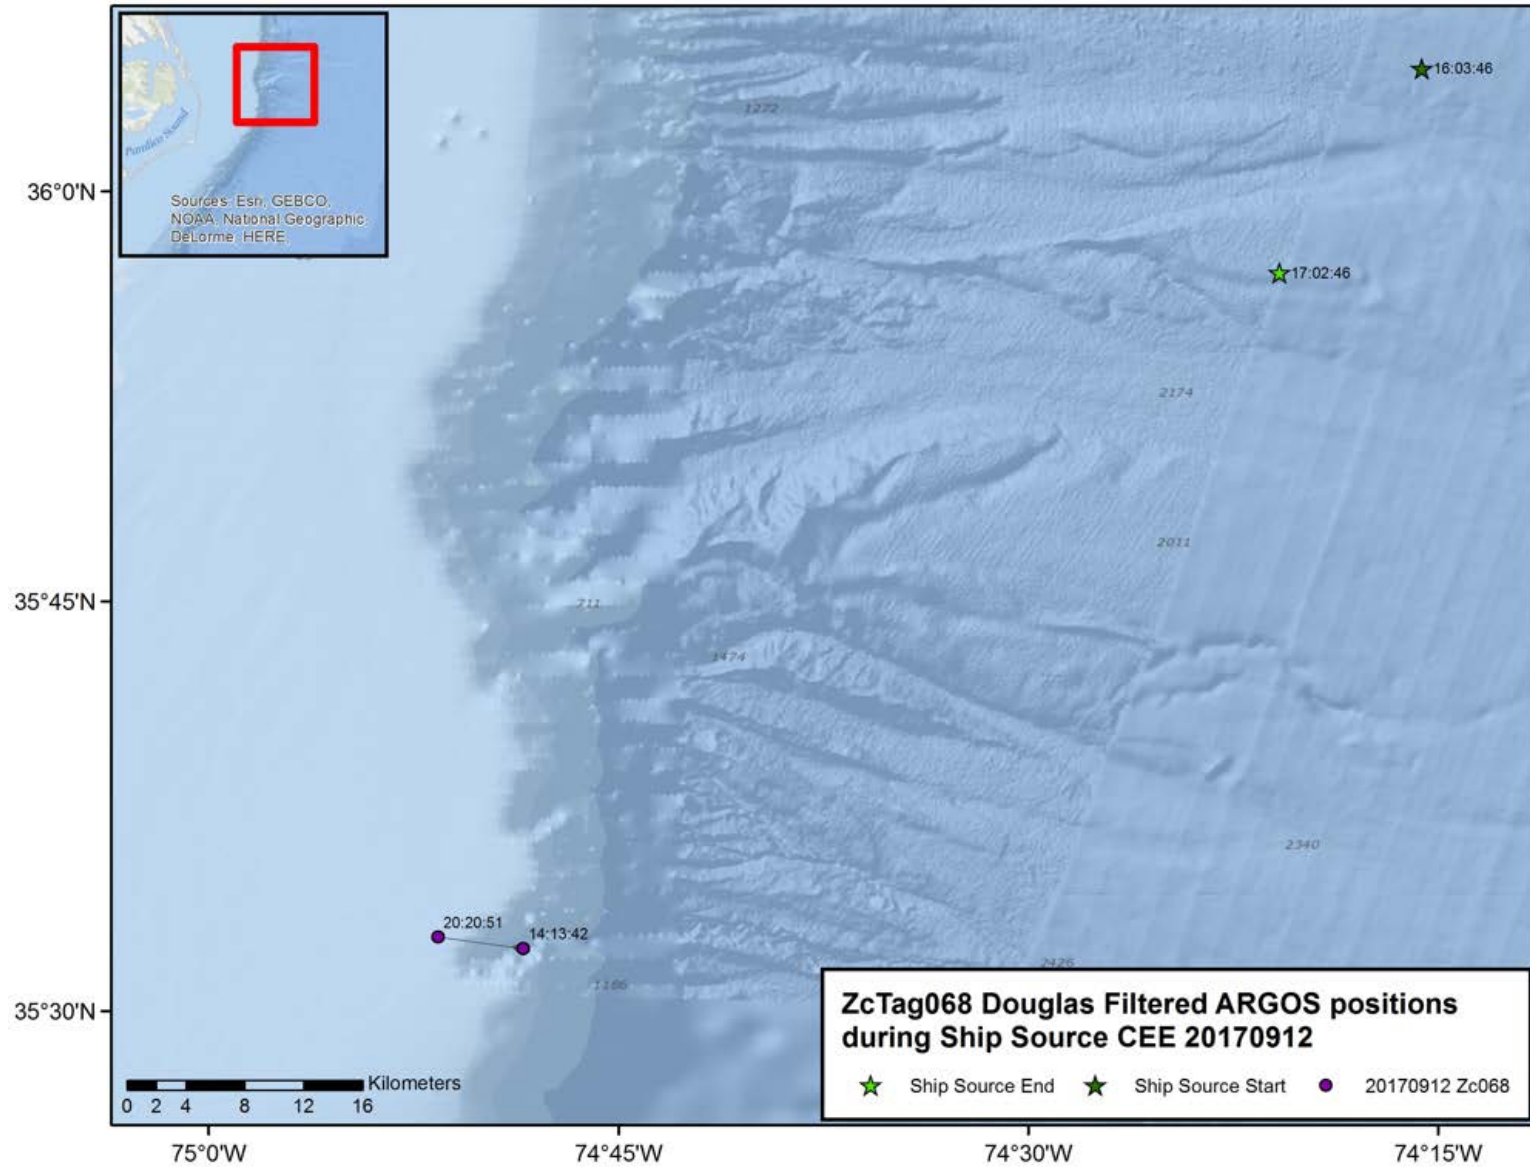 Pamlico Sound
Sources: Esri, GEBCO,
NOAA, National Geographic,
DeLorme, HERE,
16:03:46
1272
36°0'N
17:02:46
2174
2011
35°45'N
711
1474
2340
20:20:51
14:13:42
2426
1186
35°30'N
ZcTag068 Douglas Filtered ARGOS positions
during Ship Source CEE 20170912
Ship Source End
Ship Source Start
20170912 Zc068
Kilometers
0 2 4 8 12 16
75°0'W
74°45'W
74°30'W
74°15'W